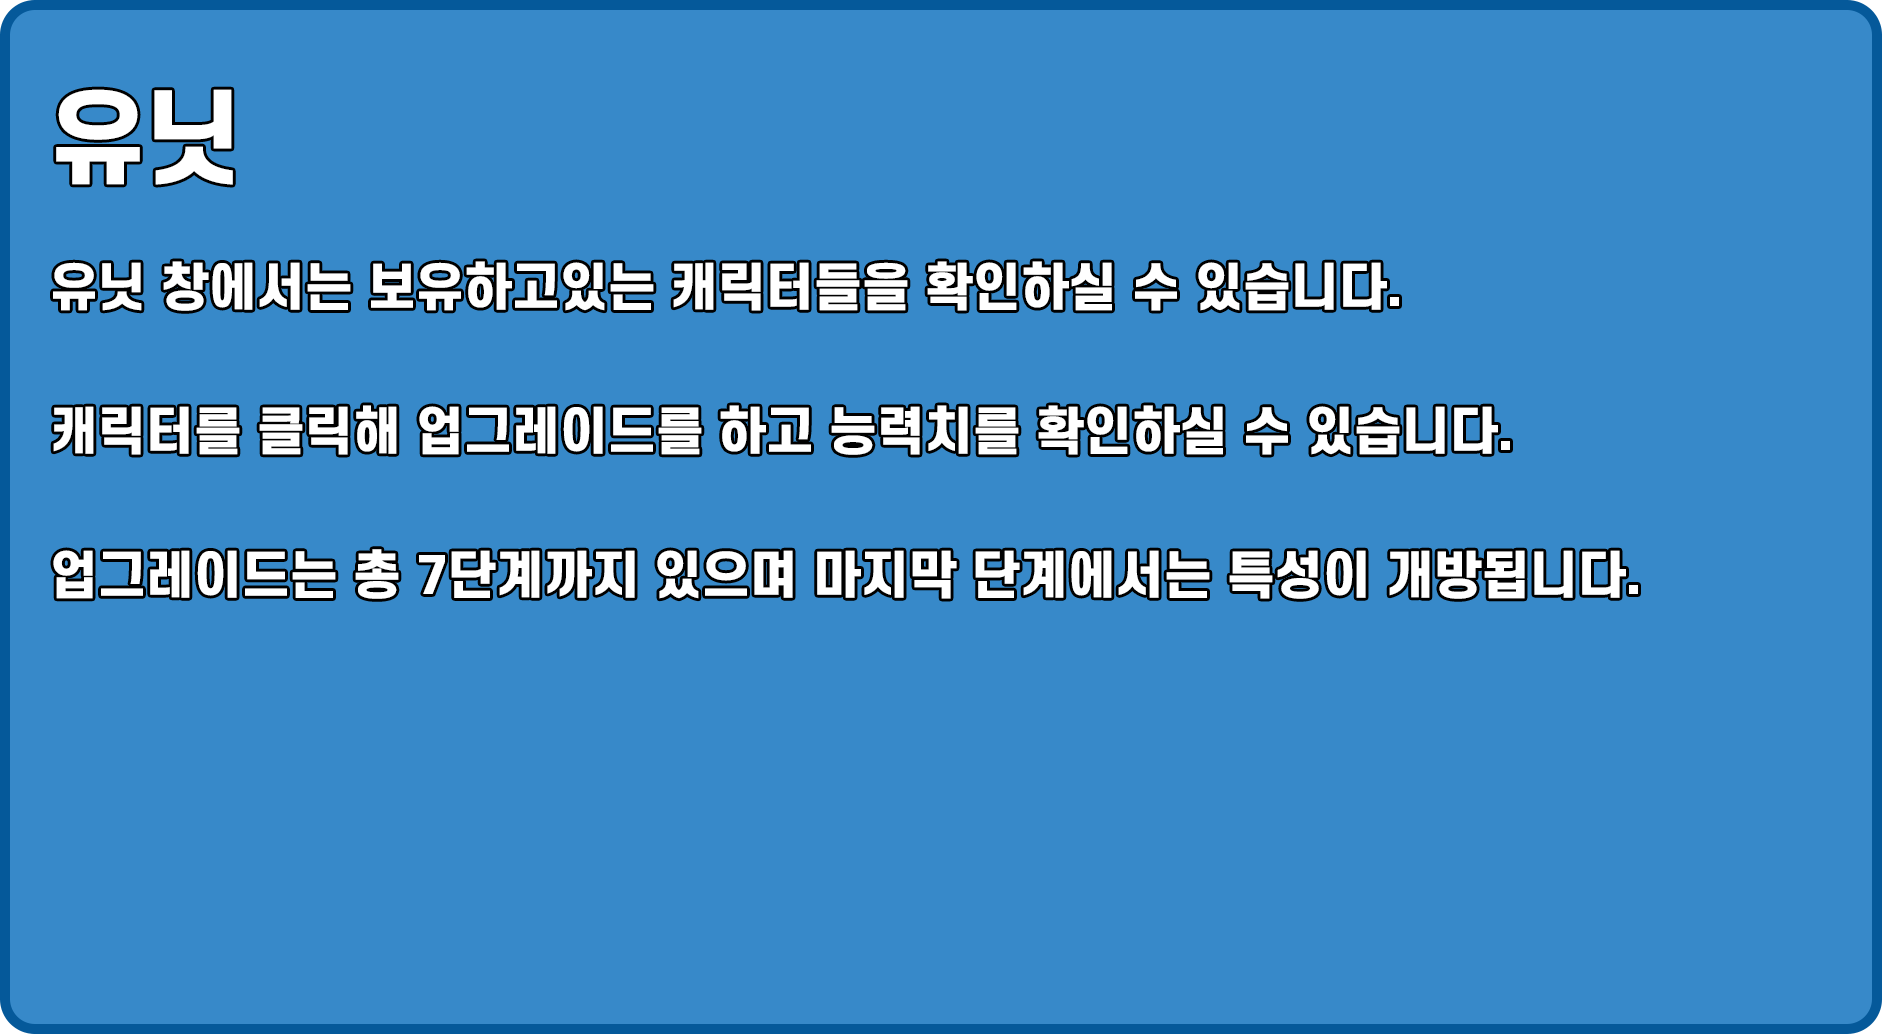 유닛
유닛 창에서는 보유하고있는 캐릭터들을 확인하실 수 있습니다.
캐릭터를 클릭해 업그레이드를 하고 능력치를 확인하실 수 있습니다.
업그레이드는 총 7단계까지 있으며 마지막 단계에서는 특성이 개방됩니다.